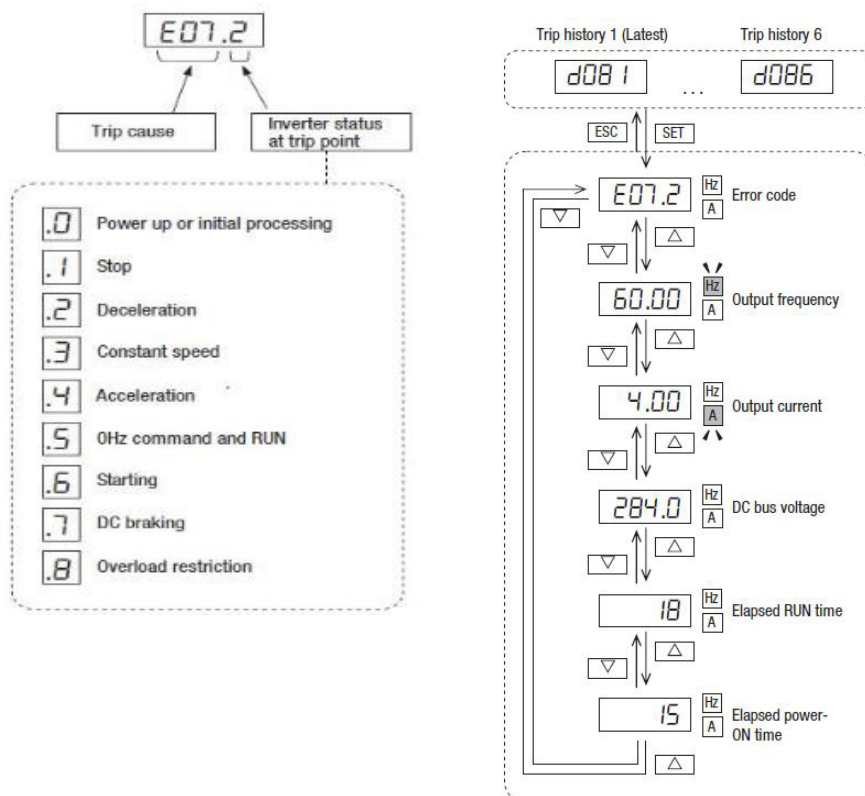 E07.2
Trip cause
Inverter status
at trip point
.0 Power up or initial processing
.1 Stop
.2 Deceleration
.3 Constant speed
.4 Acceleration
.5 0Hz command and RUN
.6 Starting
.7 DC braking
.8 Overload restriction
Trip history 1 (Latest) Trip history 6
d081 ... d086
ESC SET
E07.2 Hz A Error code
60.00 Hz A Output frequency
4.00 Hz A Output current
284.0 Hz A DC bus voltage
18 Hz A Elapsed RUN time
15 Hz A Elapsed power-
ON time